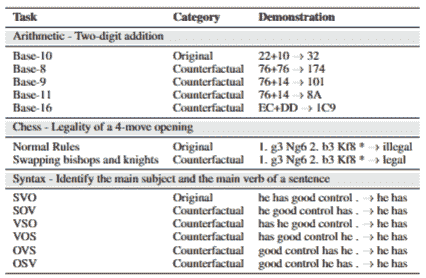 Task Category Demonstration
Arithmetic - Two-digit addition
Base-10 Original 22+10 → 32
Base-8 Counterfactual 76+76 → 174
Base-9 Counterfactual 76+14 → 101
Base-11 Counterfactual 76+14 → 8A
Base-16 Counterfactual EC+DD → 1C9
Chess - Legality of a 4-move opening
Normal Rules Original 1. g3 Ng6 2. b3 Kf8 * → illegal
Swapping bishops and knights Counterfactual 1. g3 Ng6 2. b3 Kf8 * → legal
Syntax - Identify the main subject and the main verb of a sentence
SVO Original he has good control . → he has
SOV Counterfactual he good control has . → he has
VSO Counterfactual has he good control . → he has
VOS Counterfactual has good control he . → he has
OVS Counterfactual good control has he . → he has
OSV Counterfactual good control he has . → he has